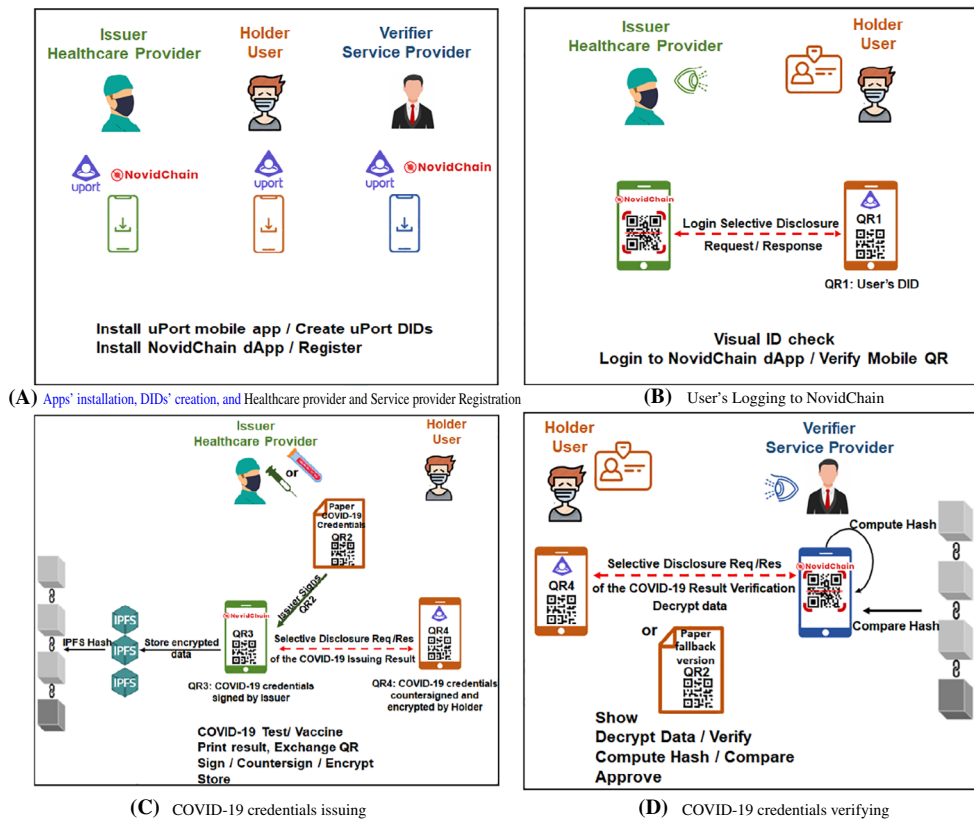 Issuer
Healthcare Provider
Holder
User
Verifier
Service Provider
uport
NovidChain
uport
uport
NovidChain
Install uPort mobile app / Create uPort DIDs
Install NovidChain dApp / Register
(A) Apps' installation, DIDs' creation, and Healthcare provider and Service provider Registration
Issuer
Healthcare Provider
Holder
User
NovidChain
Login Selective Disclosure
Request / Response
QR1
QR1: User's DID
Visual ID check
Login to NovidChain dApp / Verify Mobile QR
(B) User's Logging to NovidChain
Issuer
Healthcare Provider
Holder
User
or
Paper
COVID-19
Credentials
QR2
Issuer Signs
QR2
IPFS Hash
IPFS
IPFS
IPFS
Store encrypted
data
NovidChain
QR3
Selective Disclosure Req /Res
of the COVID-19 Issuing Result
QR4
QR3: COVID-19 credentials
signed by Issuer
QR4: COVID-19 credentials
countersigned and
encrypted by Holder
COVID-19 Test/ Vaccine
Print result, Exchange QR
Sign / Countersign / Encrypt
Store
(C) COVID-19 credentials issuing
Holder
User
Verifier
Service Provider
Compute Hash
QR4
Selective Disclosure Req /Res
of the COVID-19 Result Verification
Decrypt data
NovidChain
Compare Hash
or
Paper
fallback
version
QR2
Show
Decrypt Data / Verify
Compute Hash / Compare
Approve
(D) COVID-19 credentials verifying